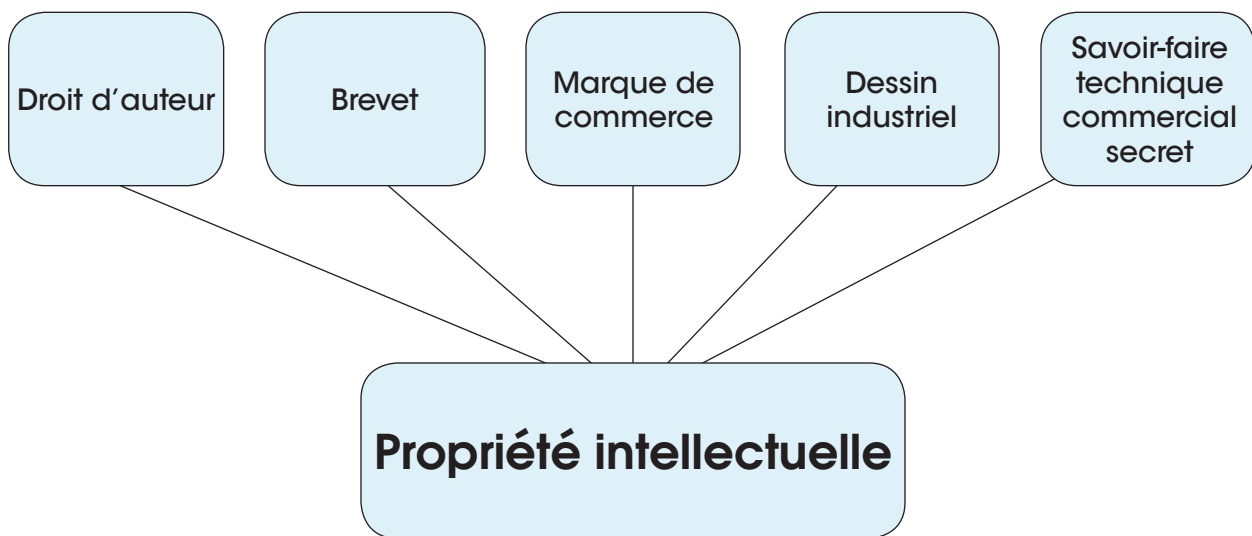 Droit d'auteur
Brevet
Marque de
commerce
Dessin
industriel
Savoir-faire
technique
commercial
secret
Propriété intellectuelle